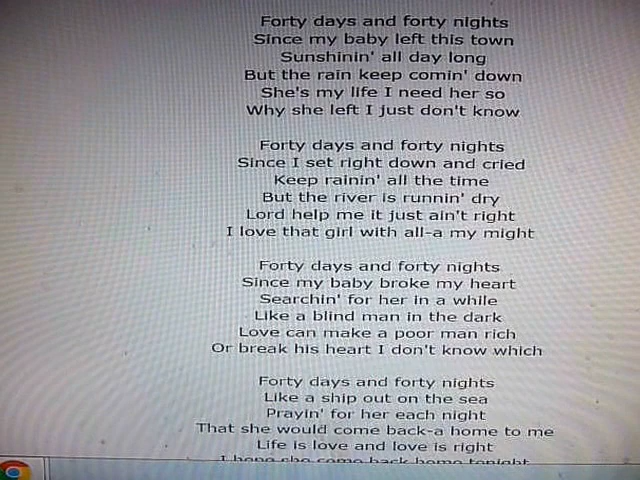 Forty days and forty nights
Since my baby left this town
Sunshinin' all day long
But the rain keep comin' down
She's my life I need her so
Why she left I just don't know
Forty days and forty nights
Since I set right down and cried
Keep rainin' all the time
But the river is runnin' dry
Lord help me it just ain't right
I love that girl with all-a my might
Forty days and forty nights
Since my baby broke my heart
Searchin' for her in a while
Like a blind man in the dark
Love can make a poor man rich
Or break his heart I don't know which
Forty days and forty nights
Like a ship out on the sea
Prayin' for her each night
That she would come back-a home to me
Life is love and love is right
I hope she come back home tonight